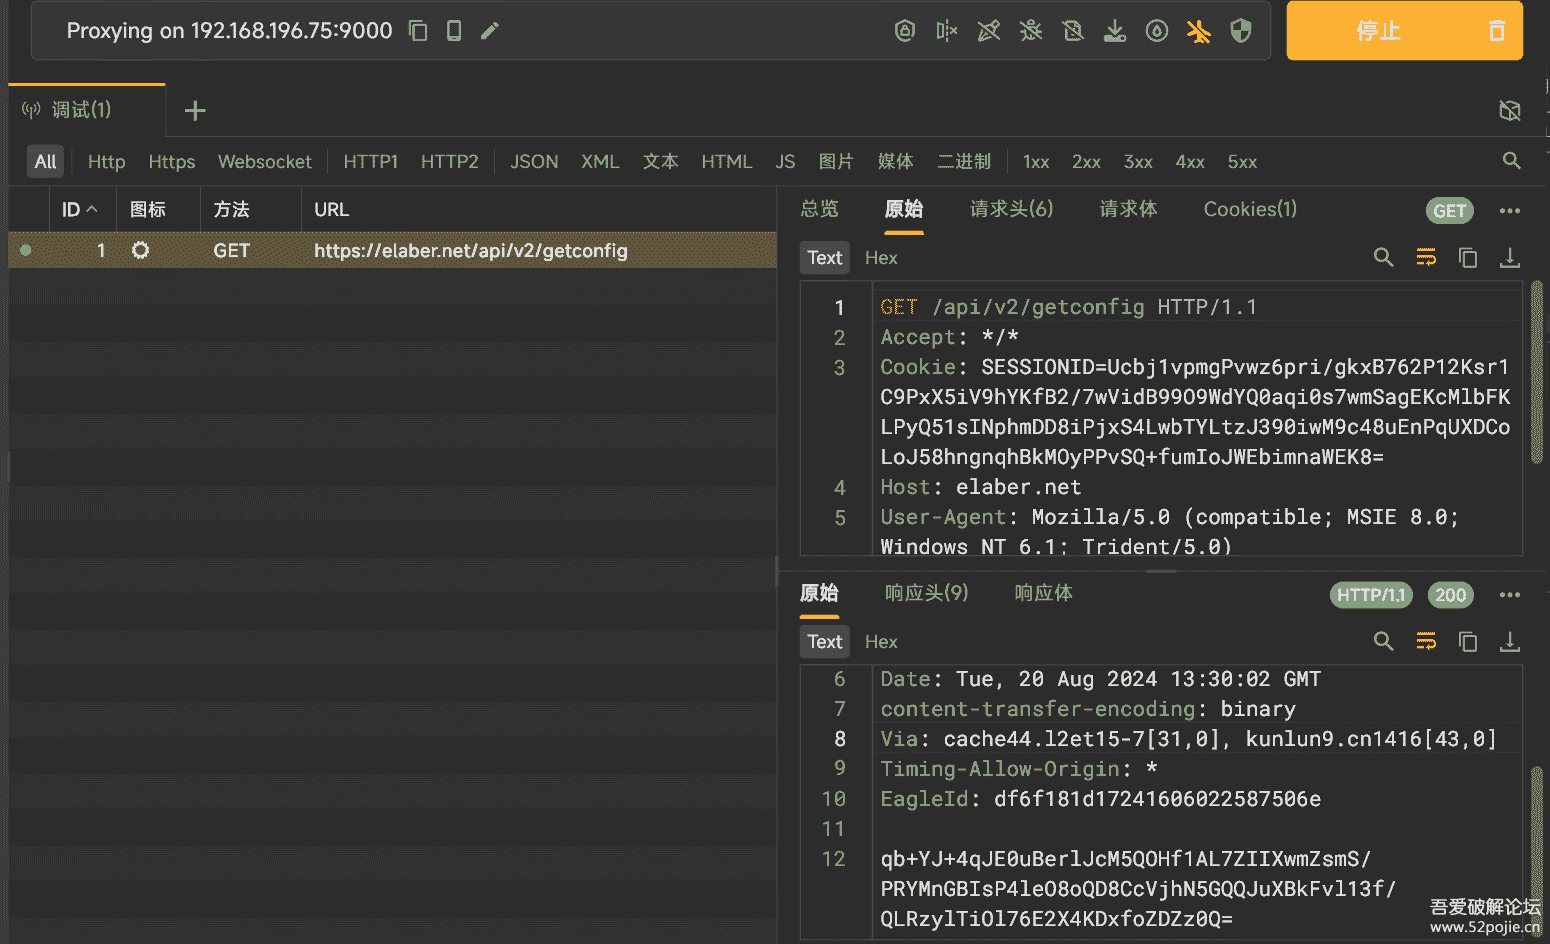 Proxying on 192.168.196.75:9000
停止
调试(1)
All Http Https Websocket HTTP1 HTTP2 JSON XML 文本 HTML JS 图片 媒体 二进制 1xx 2xx 3xx 4xx 5xx
ID 图标 方法 URL
1 GET https://elaber.net/api/v2/getconfig
总览 原始 请求头(6) 请求体 Cookies(1) GET
Text Hex
1 GET /api/v2/getconfig HTTP/1.1
2 Accept: */*
3 Cookie: SESSIONID=Ucbj1vpmgPvwz6pri/gkxB762P12Ksr1
C9PxX5iV9hYKfB2/7wVidB99O9WdYQ0aqi0s7wmSagEKcMlbFK
LPyQ51sINphmDD8iPjxS4LwbTYLtzJ390iwM9c48uEnPqUXDCo
LoJ58hngnqhBkMOyPPvSQ+fumIoJWEbimnaWEK8=
4 Host: elaber.net
5 User-Agent: Mozilla/5.0 (compatible; MSIE 8.0;
Windows NT 6.1; Trident/5.0)
原始 响应头(9) 响应体 HTTP/1.1 200
Text Hex
6 Date: Tue, 20 Aug 2024 13:30:02 GMT
7 content-transfer-encoding: binary
8 Via: cache44.l2et15-7[31,0], kunlun9.cn1416[43,0]
9 Timing-Allow-Origin: *
10 EagleId: df6f181d17241606022587506e
11
12 qb+YJ+4qJE0uBerlJcM5QOHf1AL7ZIIXwmZsmS/
PRYMnGBIsP4leO8oQD8CcVjhN5GQQJuXBkFvl13f/
QLRzylTiOl76E2X4KDxfoZDZz0Q=
吾爱破解论坛
www.52pojie.cn